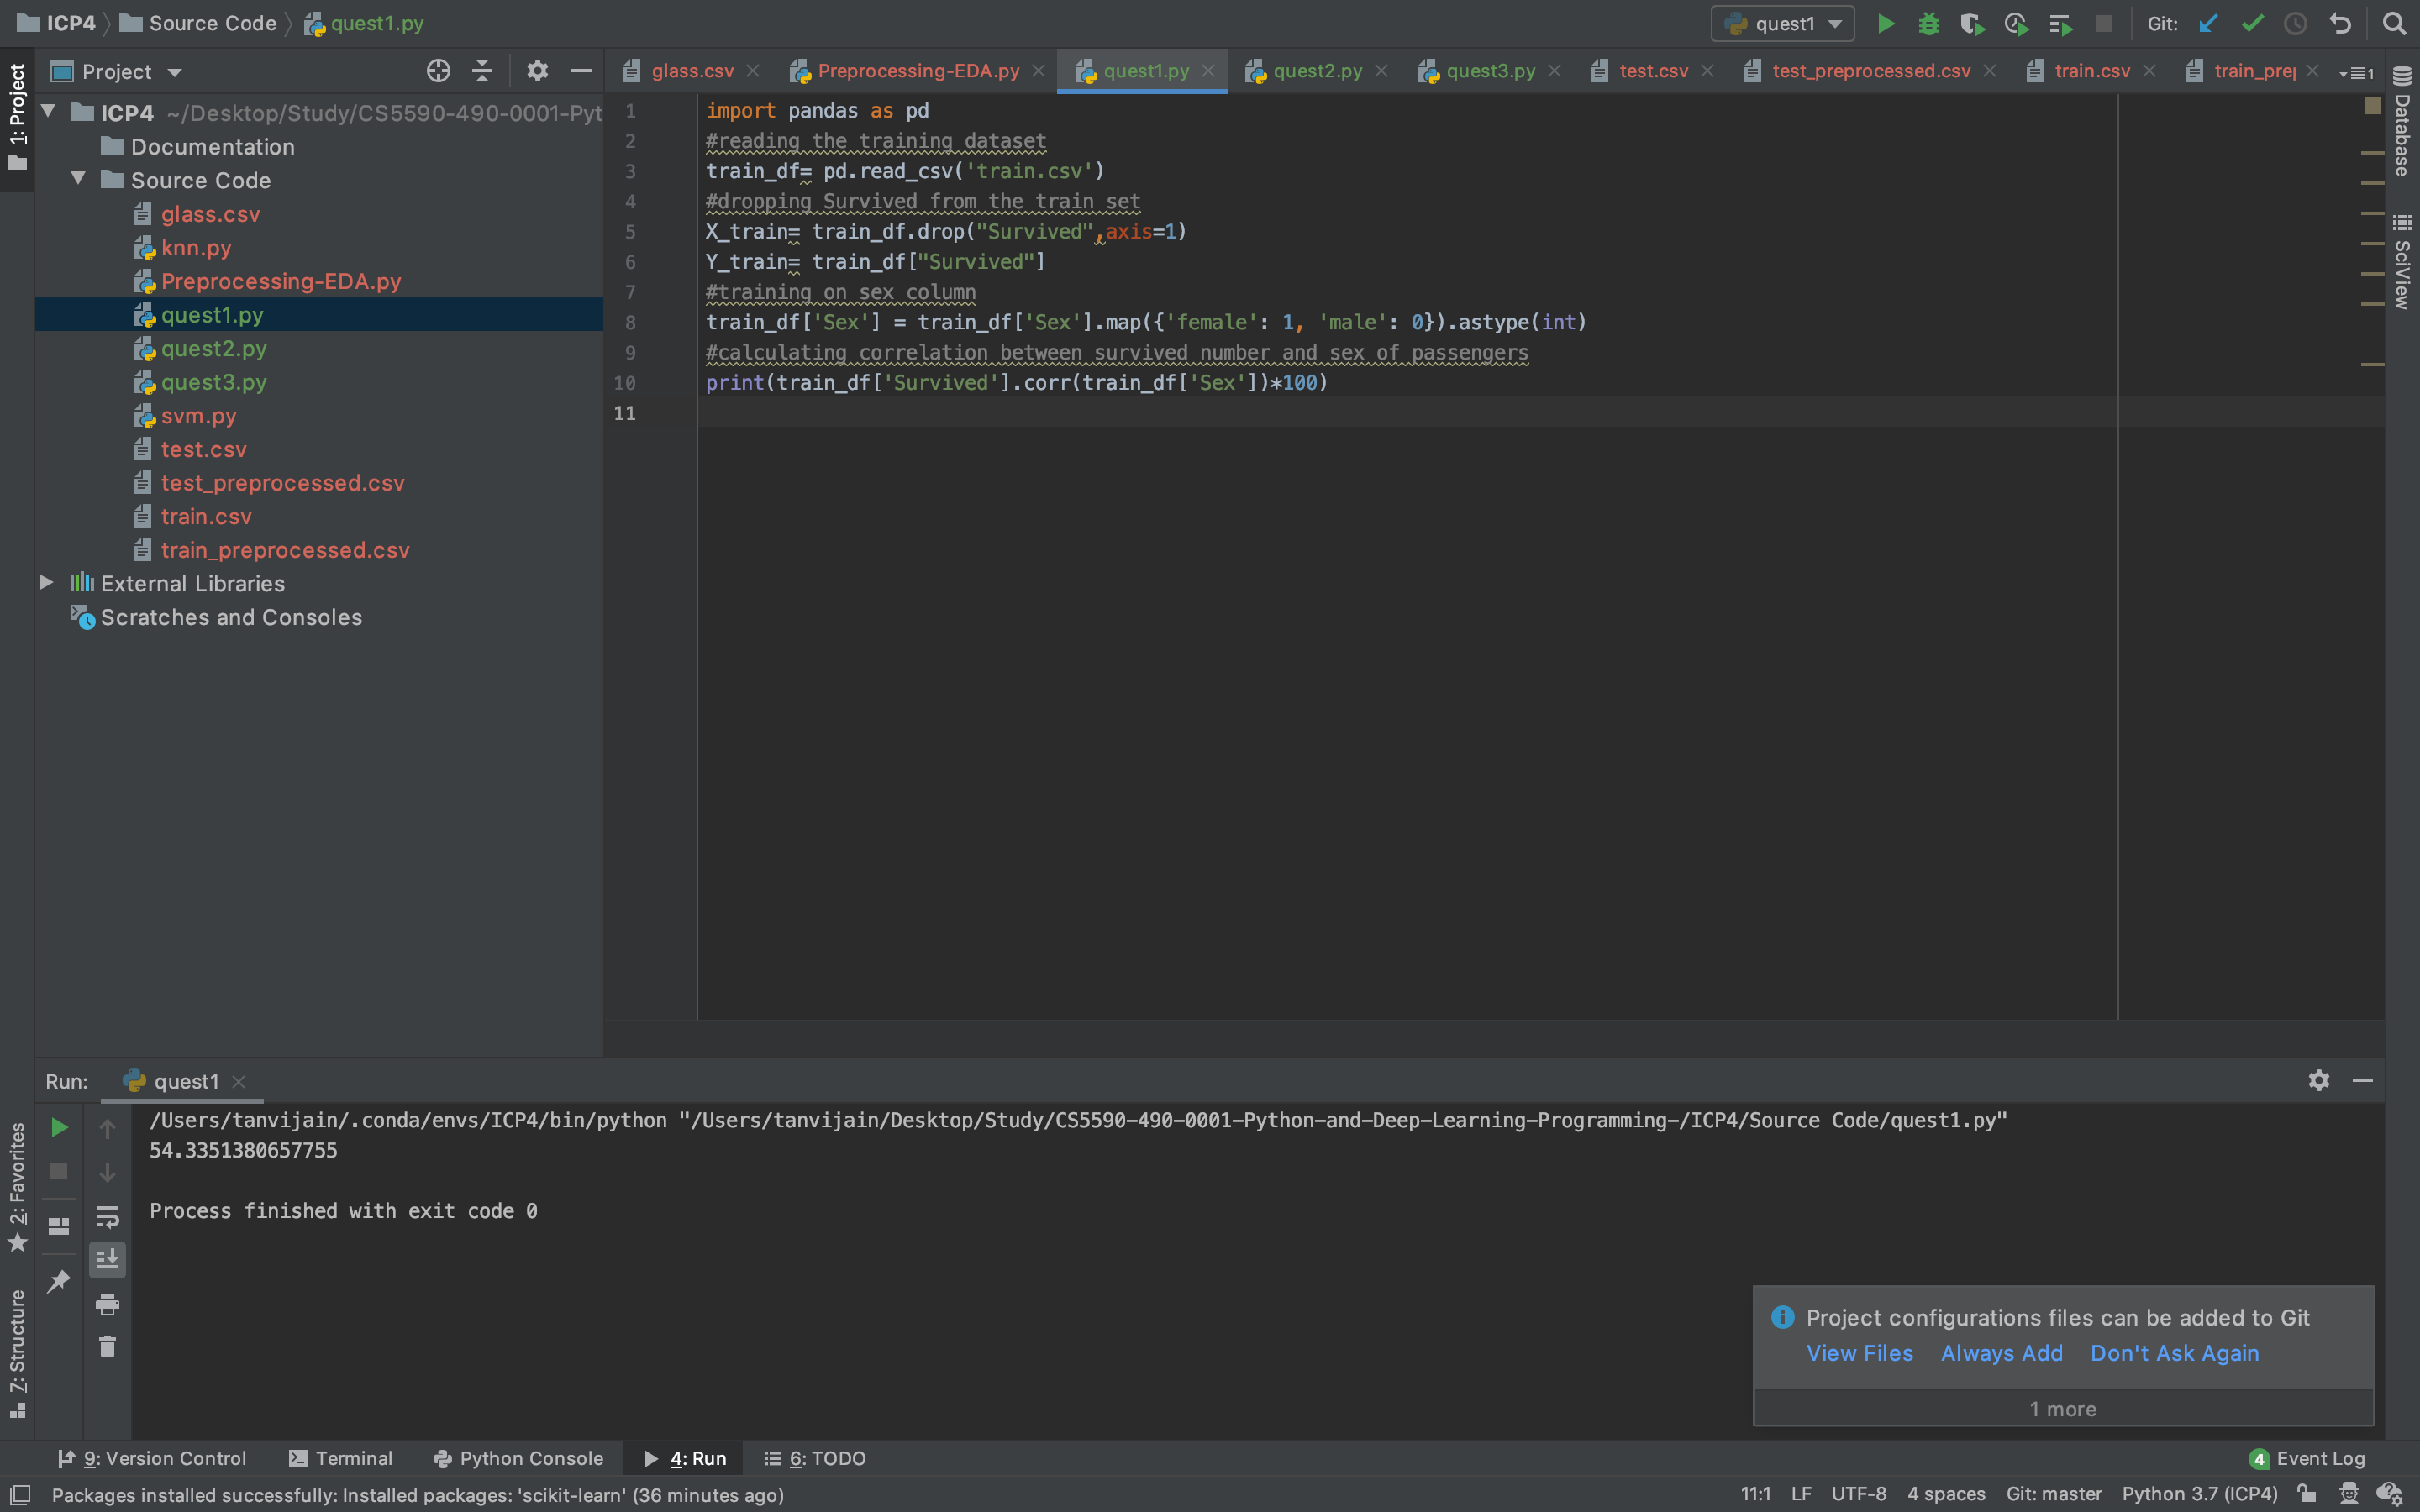 ICP4 Source Code quest1.py
quest1 Git:
Project
glass.csv Preprocessing-EDA.py quest1.py quest2.py quest3.py test.csv test_preprocessed.csv train.csv train_prep 1
1: Project
ICP4 ~/Desktop/Study/CS5590-490-0001-Pyt
Documentation
Source Code
glass.csv
knn.py
Preprocessing-EDA.py
quest1.py
quest2.py
quest3.py
svm.py
test.csv
test_preprocessed.csv
train.csv
train_preprocessed.csv
External Libraries
Scratches and Consoles
1 import pandas as pd
2 #reading the training dataset
3 train_df= pd.read_csv('train.csv')
4 #dropping Survived from the train set
5 X_train= train_df.drop("Survived",axis=1)
6 Y_train= train_df["Survived"]
7 #training on sex column
8 train_df['Sex'] = train_df['Sex'].map({'female': 1, 'male': 0}).astype(int)
9 #calculating correlation between survived number and sex of passengers
10 print(train_df['Survived'].corr(train_df['Sex'])*100)
11
Database
SciView
Run: quest1
/Users/tanvijain/.conda/envs/ICP4/bin/python "/Users/tanvijain/Desktop/Study/CS5590-490-0001-Python-and-Deep-Learning-Programming-/ICP4/Source Code/quest1.py"
54.3351380657755
Process finished with exit code 0
2: Favorites
Z: Structure
Project configurations files can be added to Git
View Files Always Add Don't Ask Again
1 more
9: Version Control Terminal Python Console 4: Run 6: TODO 4 Event Log
Packages installed successfully: Installed packages: 'scikit-learn' (36 minutes ago) 11:1 LF UTF-8 4 spaces Git: master Python 3.7 (ICP4)